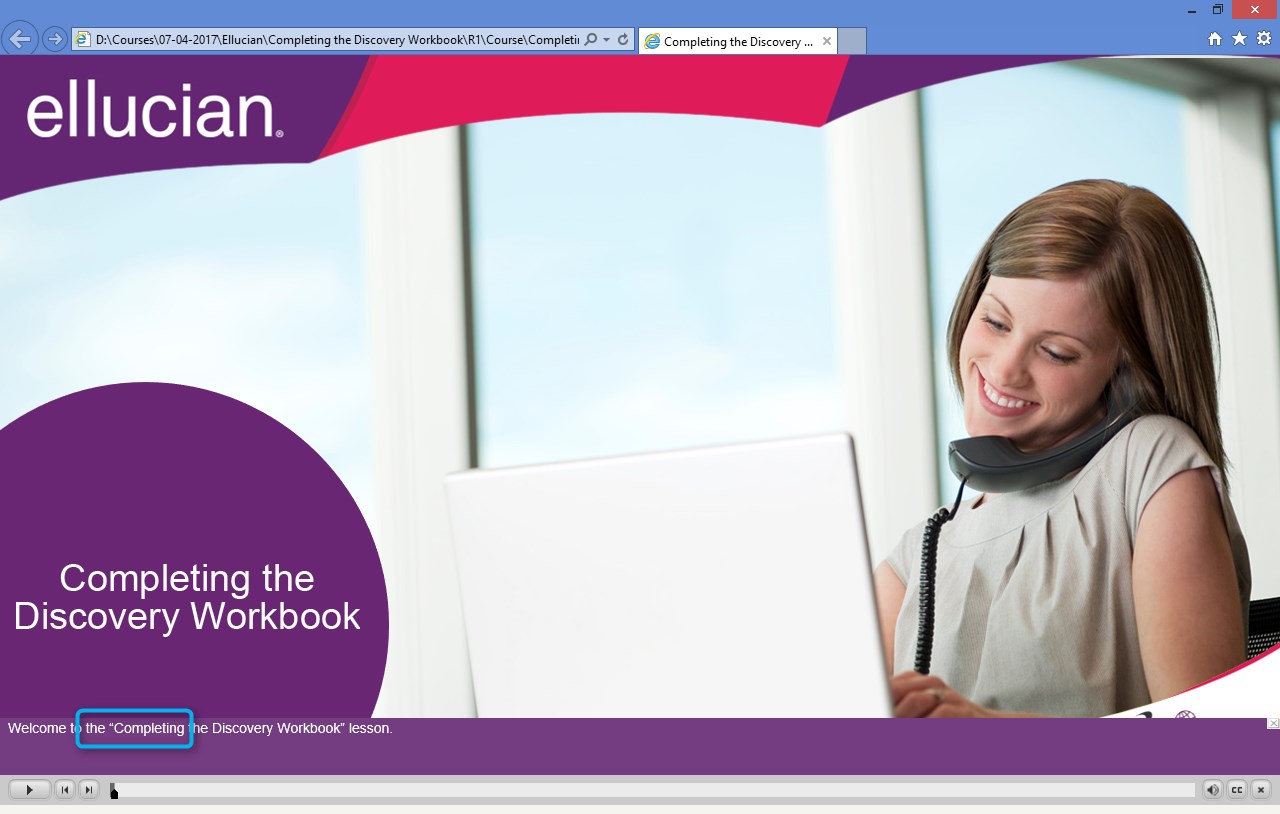 D:\Courses\07-04-2017\Ellucian\Completing the Discovery Workbook\R1\Course\Completin
Completing the Discovery ...
ellucian®
Completing the
Discovery Workbook
Welcome to the “Completing the Discovery Workbook” lesson.
CC